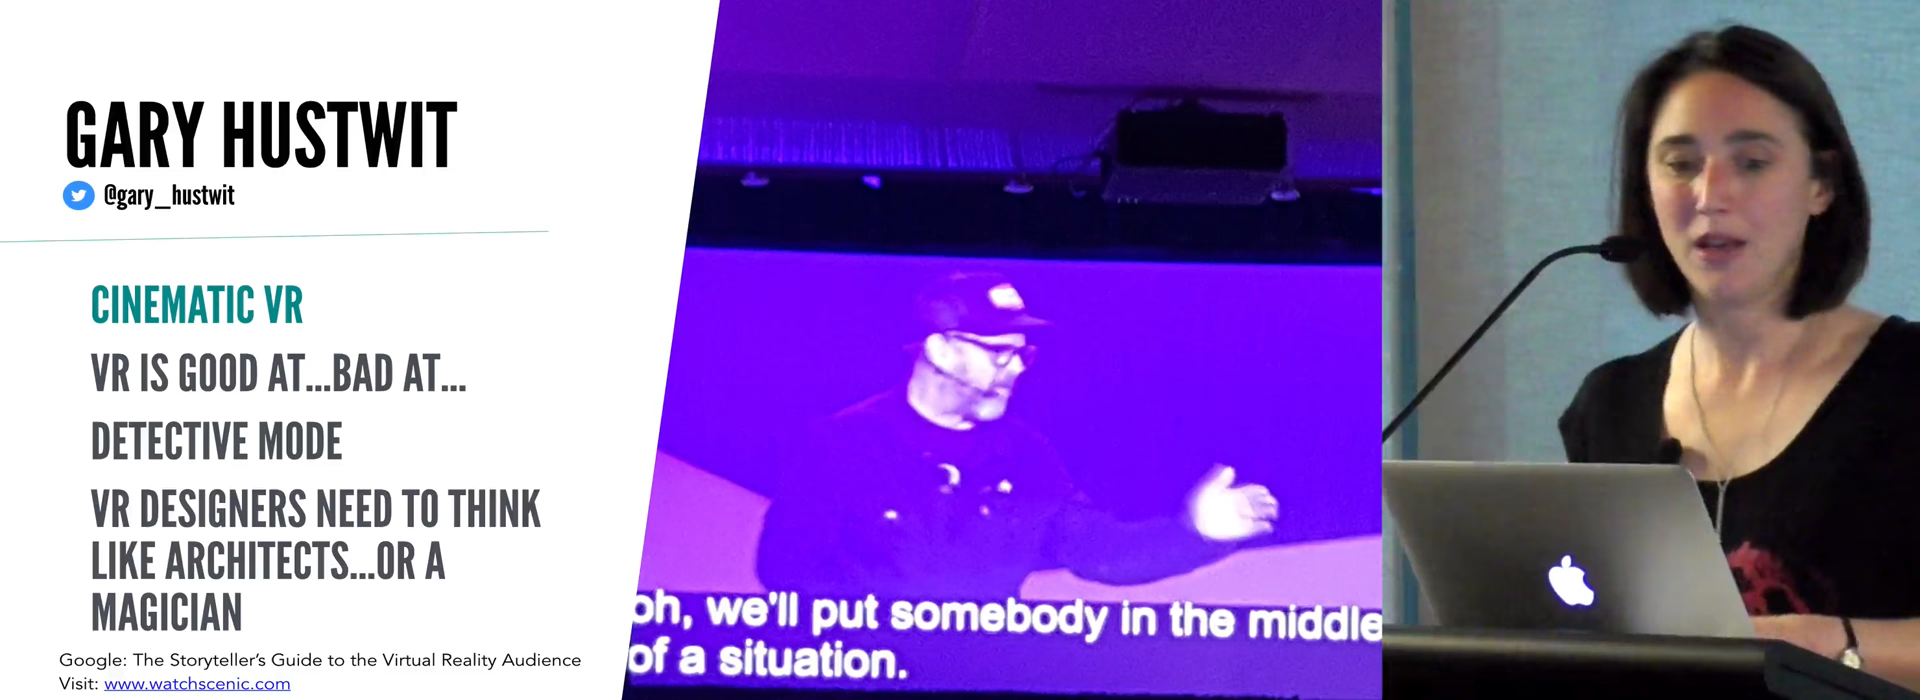 GARY HUSTWIT
@gary_hustwit
CINEMATIC VR
VR IS GOOD AT...BAD AT...
DETECTIVE MODE
VR DESIGNERS NEED TO THINK
LIKE ARCHITECTS...OR A
MAGICIAN
Google: The Storyteller's Guide to the Virtual Reality Audience
Visit: www.watchscenic.com
oh, we'll put somebody in the middle
of a situation.